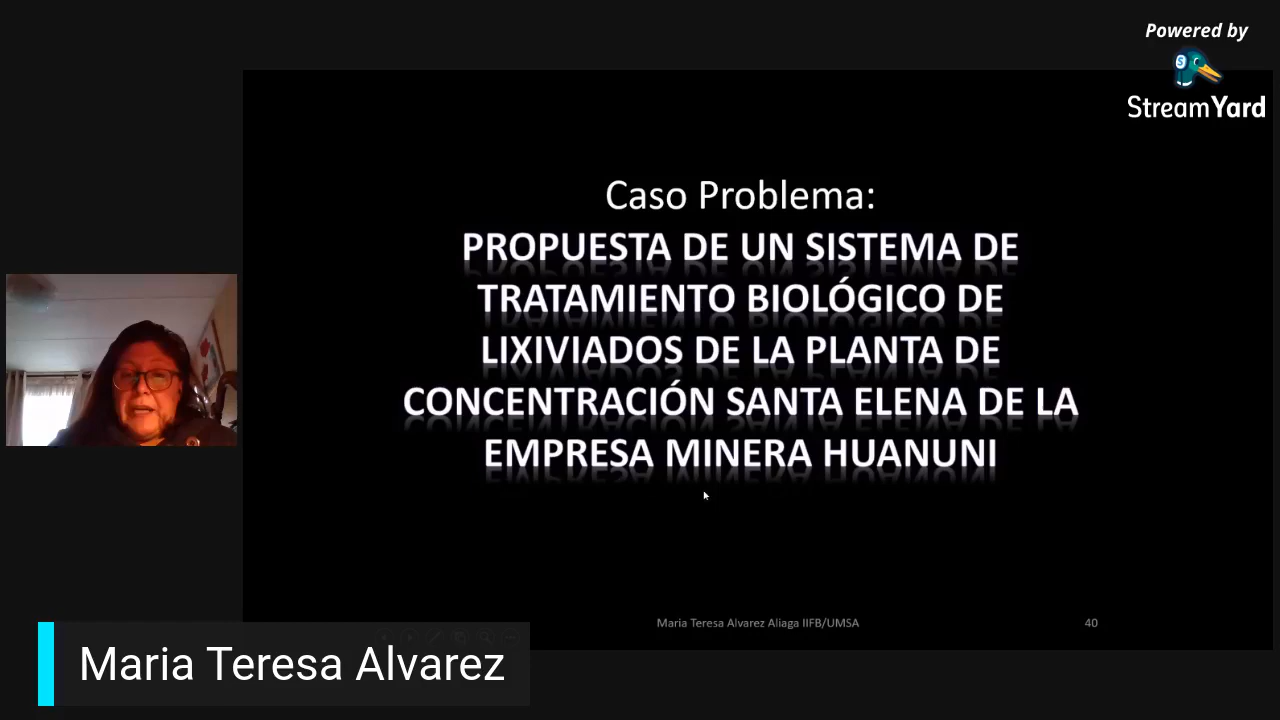 Powered by
StreamYard
Caso Problema:
PROPUESTA DE UN SISTEMA DE
TRATAMIENTO BIOLÓGICO DE
LIXIVIADOS DE LA PLANTA DE
CONCENTRACIÓN SANTA ELENA DE LA
EMPRESA MINERA HUANUNI
Maria Teresa Alvarez Aliaga IIFB/UMSA
40
Maria Teresa Alvarez